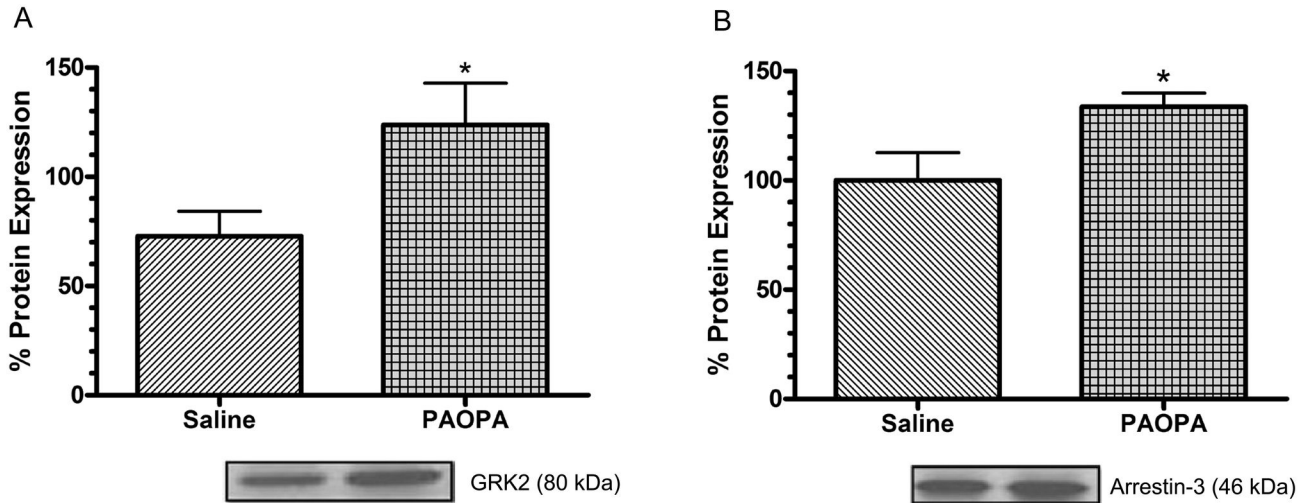 A
% Protein Expression
150
*
100
50
0
Saline PAOPA
GRK2 (80 kDa)
B
% Protein Expression
150
*
100
50
0
Saline PAOPA
Arrestin-3 (46 kDa)